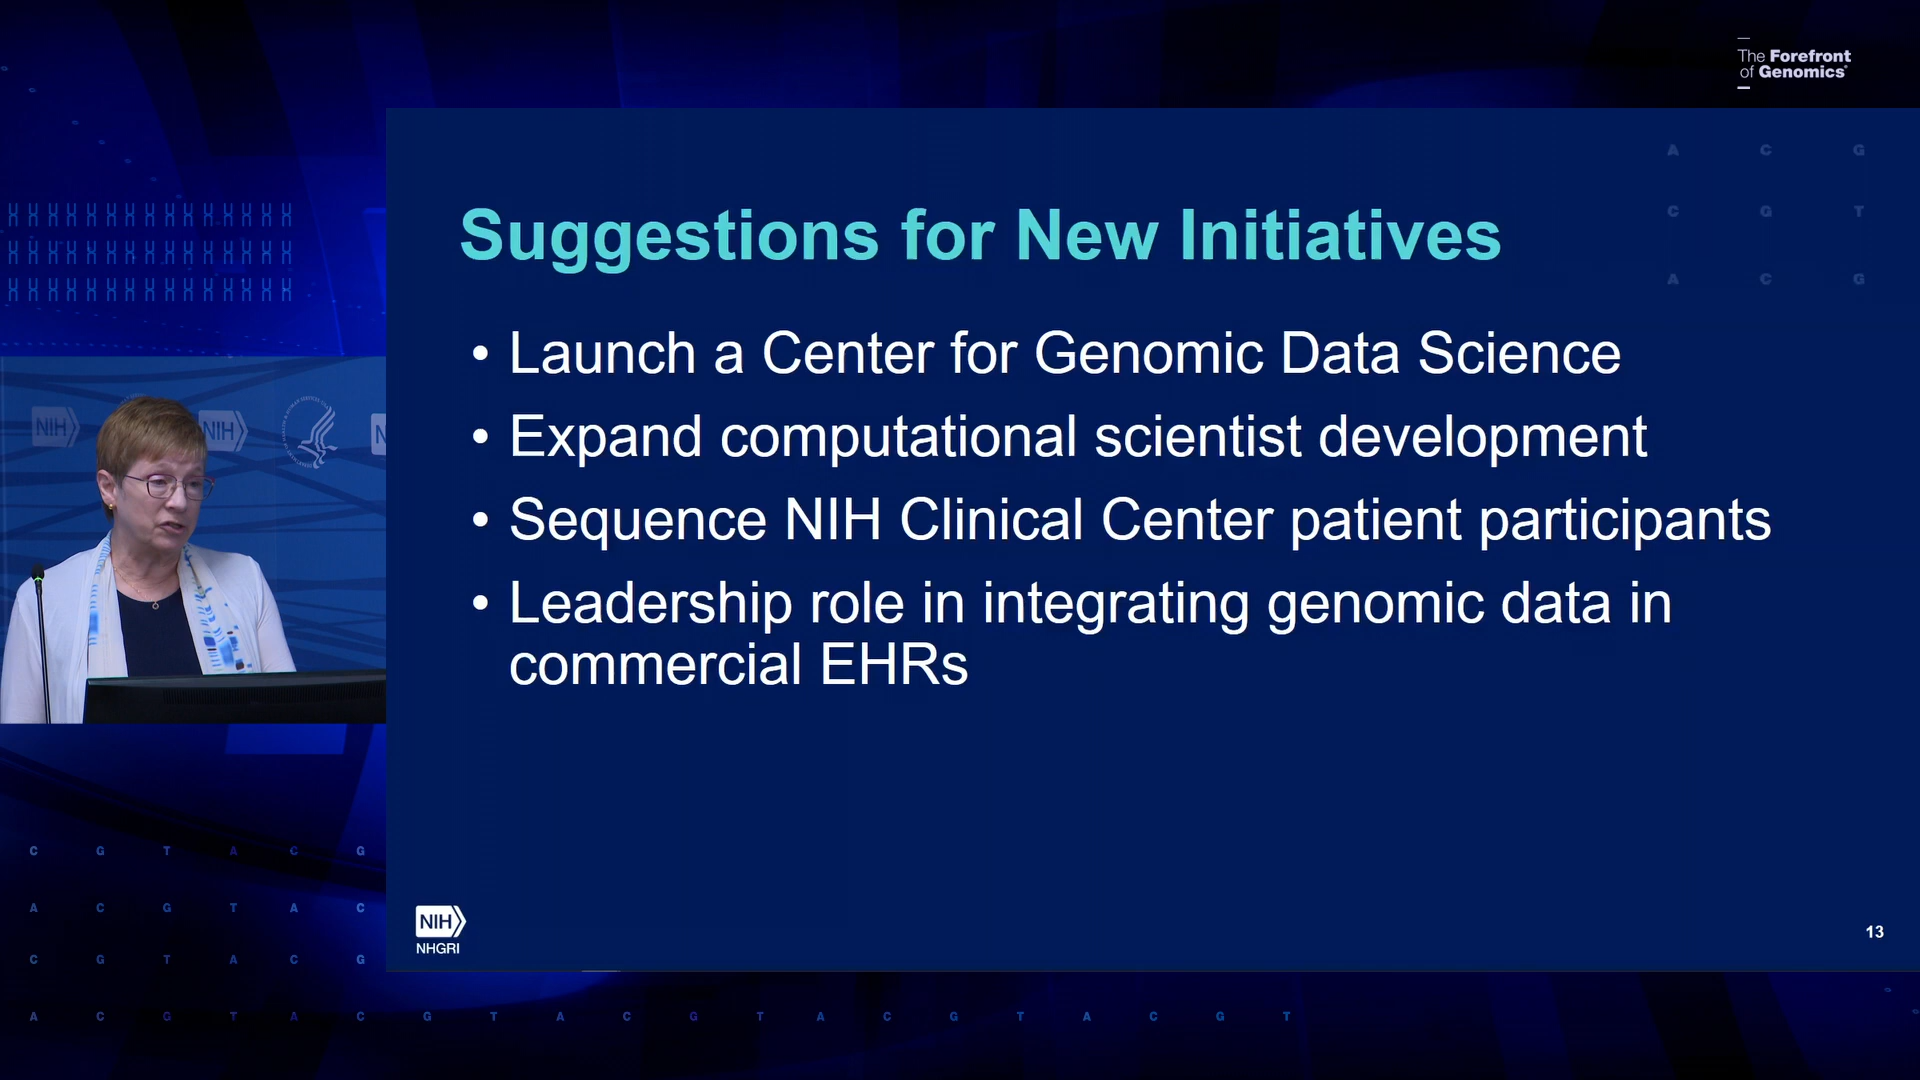 The Forefront
of Genomics®
A C G
C G T
A C G
Suggestions for New Initiatives
• Launch a Center for Genomic Data Science
• Expand computational scientist development
• Sequence NIH Clinical Center patient participants
• Leadership role in integrating genomic data in
commercial EHRs
NIH
NIH
N
C G T A C G
A C G T A C
C G T A C G
A C G T A C G T A C G T A C G T A C G T
NIH
NHGRI
13